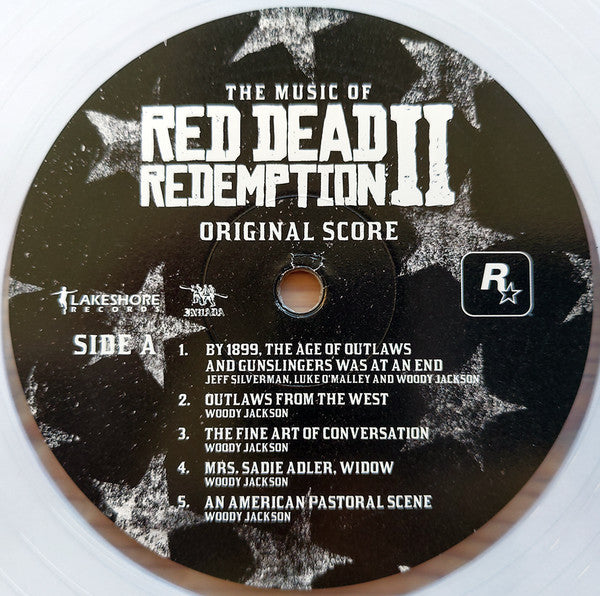 THE MUSIC OF
RED DEAD
REDEMPTION II
ORIGINAL SCORE
LAKESHORE
RECORDS
INVADA
R
SIDE A
1. BY 1899, THE AGE OF OUTLAWS
AND GUNSLINGERS WAS AT AN END
JEFF SILVERMAN, LUKE O'MALLEY AND WOODY JACKSON
2. OUTLAWS FROM THE WEST
WOODY JACKSON
3. THE FINE ART OF CONVERSATION
WOODY JACKSON
4. MRS. SADIE ADLER, WIDOW
WOODY JACKSON
5. AN AMERICAN PASTORAL SCENE
WOODY JACKSON